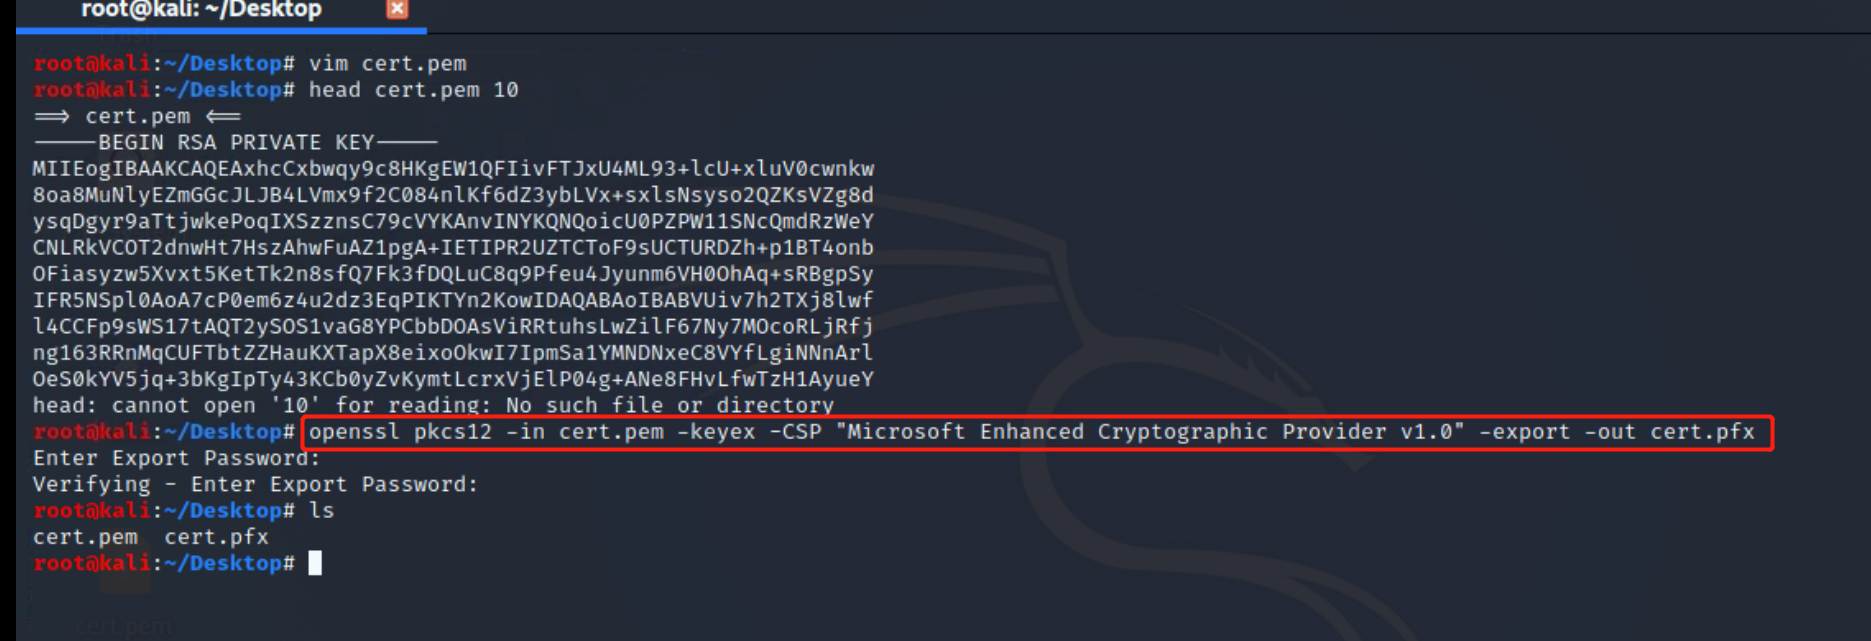 root@kali: ~/Desktop
root@kali:~/Desktop# vim cert.pem
root@kali:~/Desktop# head cert.pem 10
==> cert.pem <==
-----BEGIN RSA PRIVATE KEY-----
MIIEogIBAAKCAQEAxhcCxbwqy9c8HKgEW1QFIivFTJxU4ML93+lcU+xluV0cwnkw
8oa8MuNlyEZmGGcJLJB4LVmx9f2C084nlKf6dZ3ybLVx+sxlsNsyso2QZKsVZg8d
ysqDgyr9aTtjwkePoqIXSzznsC79cVYKAnvINYKQNQoicU0PZPW11SNcQmdRzWeY
CNLRkVCOT2dnwHt7HszAhwFuAZ1pgA+IETIPR2UZTCToF9sUCTURDZh+p1BT4onb
OFiasyzw5Xvxt5KetTk2n8sfQ7Fk3fDQLuC8q9Pfeu4Jyunm6VH0OhAq+sRBgpSy
IFR5NSpl0AoA7cP0em6z4u2dz3EqPIKTYn2KowIDAQABAoIBABVUiv7h2TXj8lwf
l4CCFp9sWS17tAQT2ySOS1vaG8YPCbbDOAsViRRtuhsLwZilF67Ny7MOcoRLjRfj
ng163RRnMqCUFTbtZZHauKXTapX8eixoOkwI7IpmSa1YMNDNxeC8VYfLgiNNnArl
OeS0kYV5jq+3bKgIpTy43KCb0yZvKymtLcrxVjElP04g+ANe8FHvLfwTzH1AyueY
head: cannot open '10' for reading: No such file or directory
root@kali:~/Desktop# openssl pkcs12 -in cert.pem -keyex -CSP "Microsoft Enhanced Cryptographic Provider v1.0" -export -out cert.pfx
Enter Export Password:
Verifying - Enter Export Password:
root@kali:~/Desktop# ls
cert.pem  cert.pfx
root@kali:~/Desktop#
cert.pem